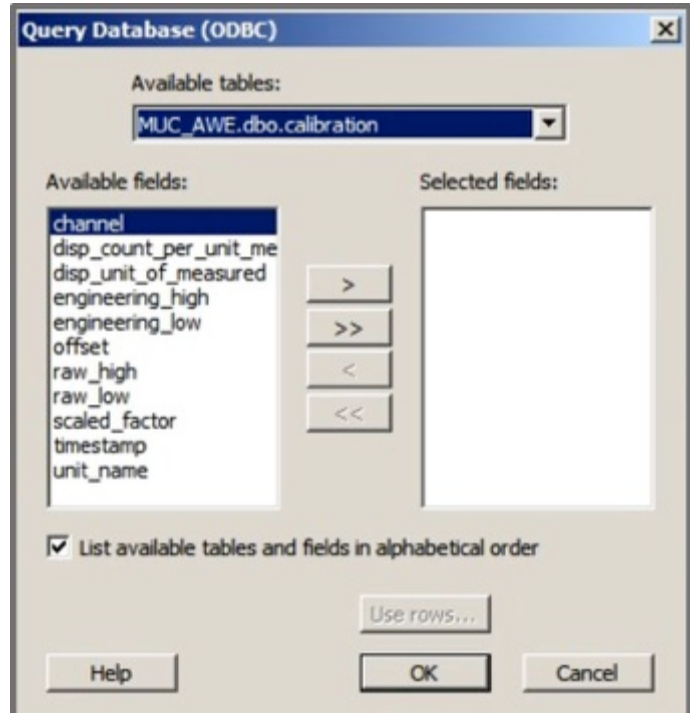 Query Database (ODBC)
Available tables:
MUC_AWE.dbo.calibration
Available fields:
Selected fields:
channel
disp_count_per_unit_me
disp_unit_of_measured
engineering_high
engineering_low
offset
raw_high
raw_low
scaled_factor
timestamp
unit_name
>
>>
<
<<
List available tables and fields in alphabetical order
Use rows...
Help
OK
Cancel